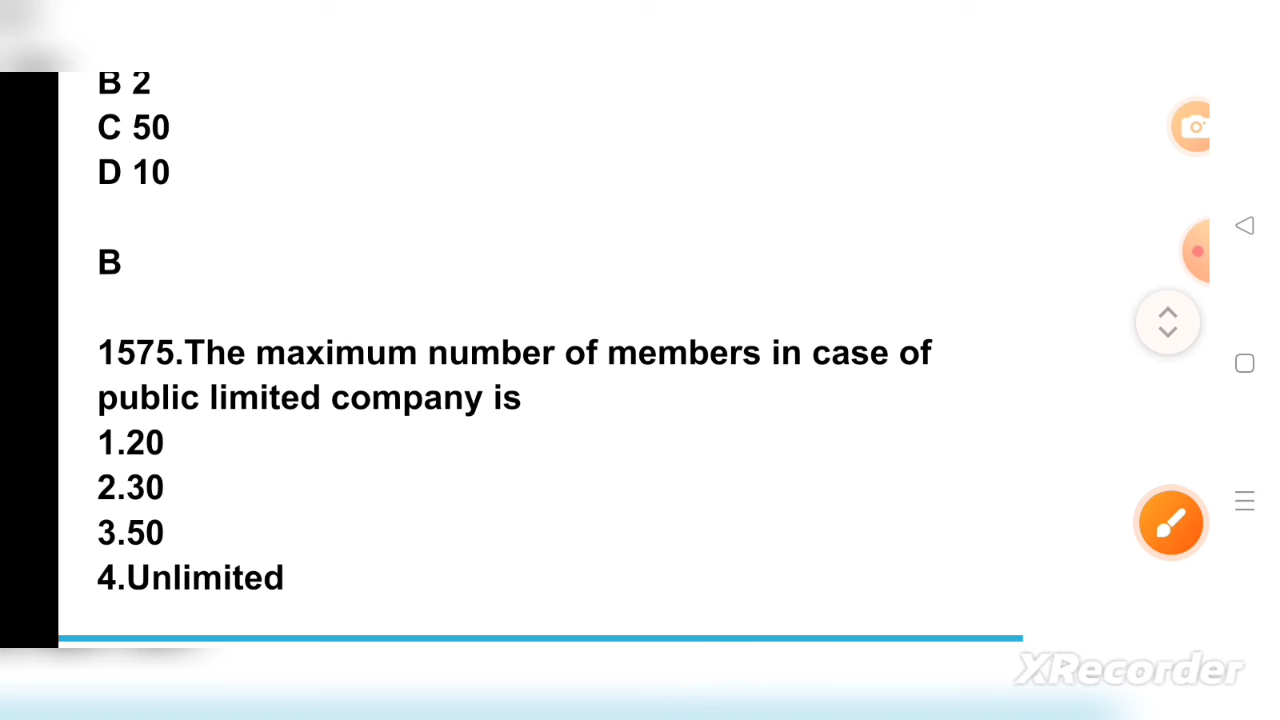 B 2
C 50
D 10
B
1575.The maximum number of members in case of
public limited company is
1.20
2.30
3.50
4.Unlimited
XRecorder